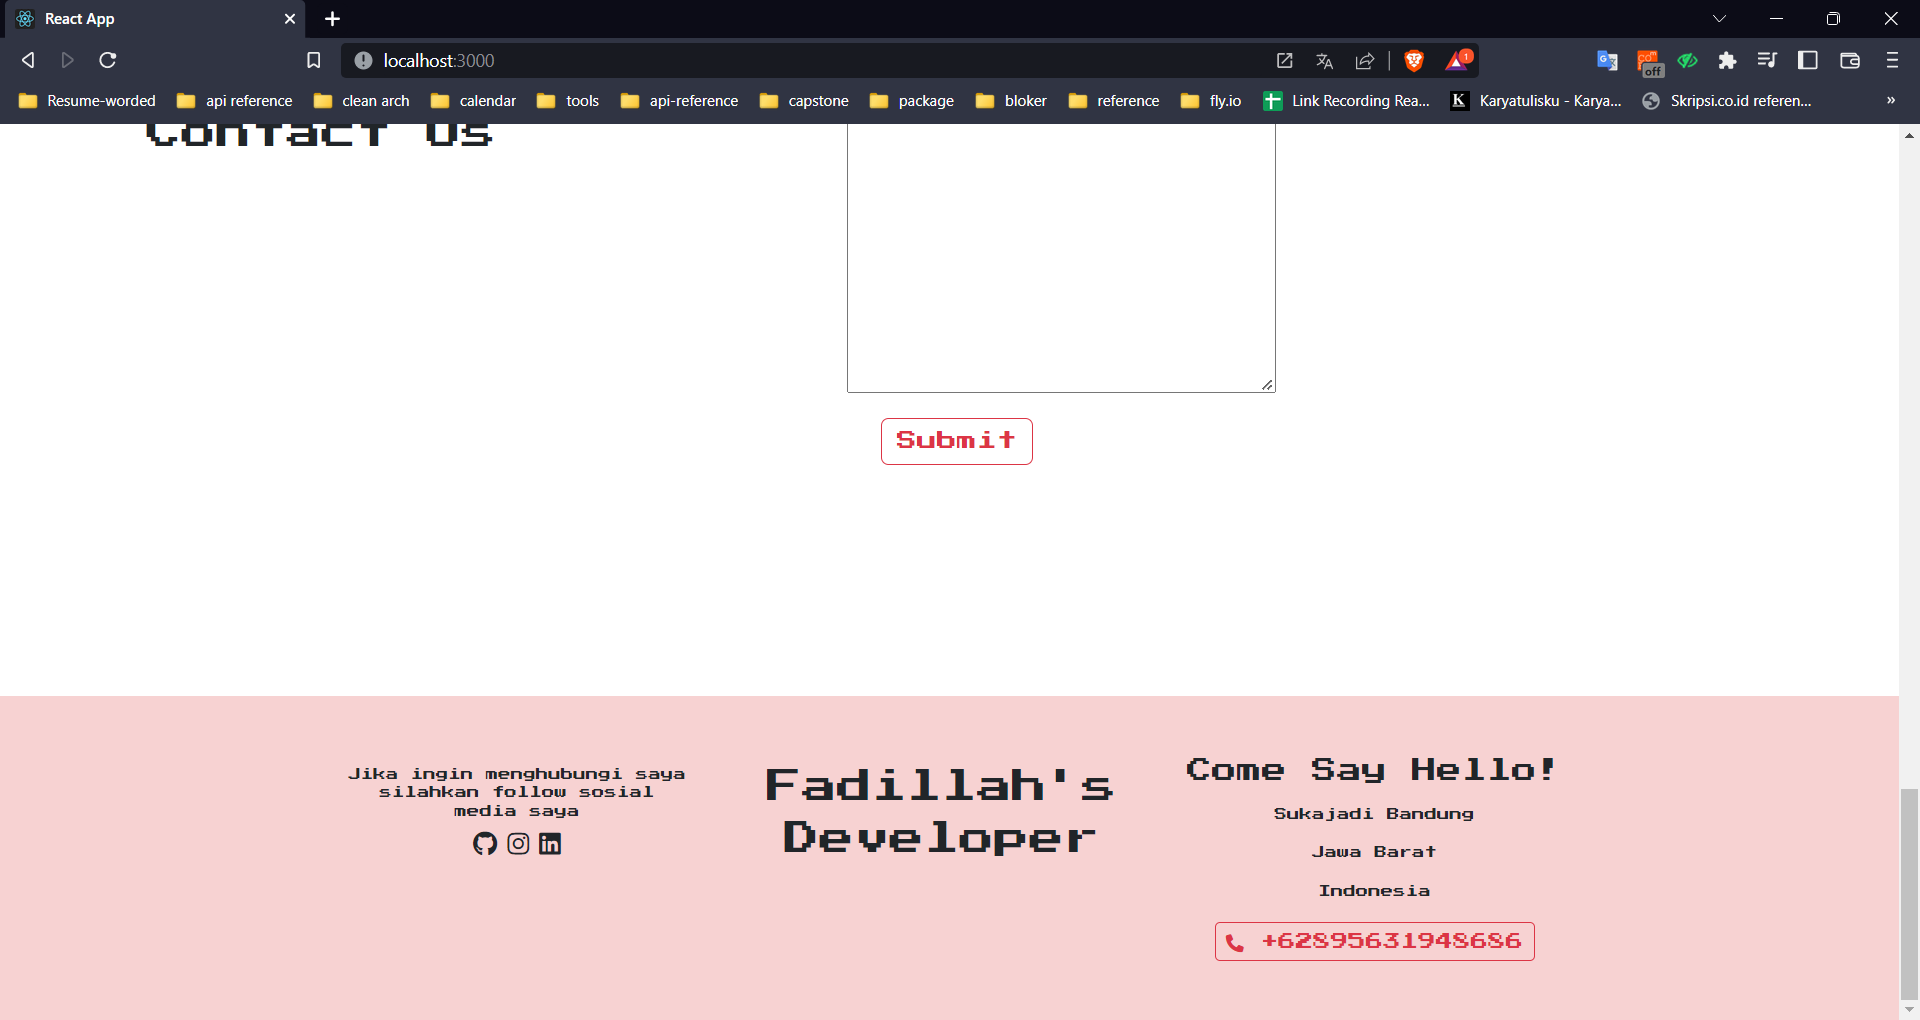 React App
localhost:3000
1
off
Resume-worded
api reference
clean arch
calendar
tools
api-reference
capstone
package
bloker
reference
fly.io
Link Recording Rea...
K
Karyatulisku - Karya...
Skripsi.co.id referen...
»
Contact Us
Submit
Jika ingin menghubungi saya
silahkan follow sosial
media saya
Fadillah's
Developer
Come Say Hello!
Sukajadi Bandung
Jawa Barat
Indonesia
+62895631948686